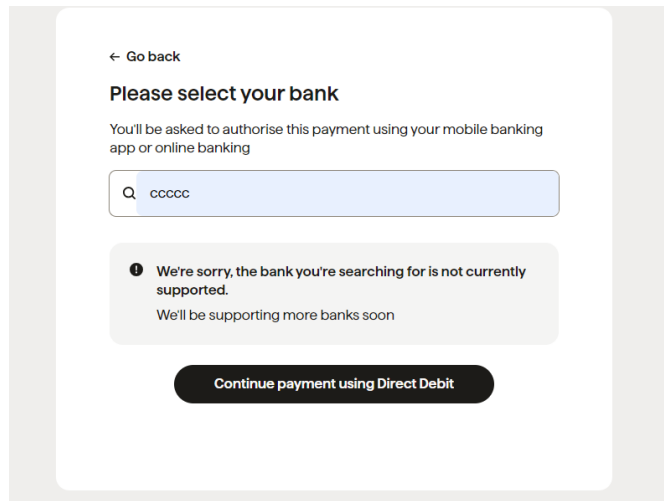 ← Go back
Please select your bank
You'll be asked to authorise this payment using your mobile banking
app or online banking
ccccc
We're sorry, the bank you're searching for is not currently
supported.
We'll be supporting more banks soon
Continue payment using Direct Debit